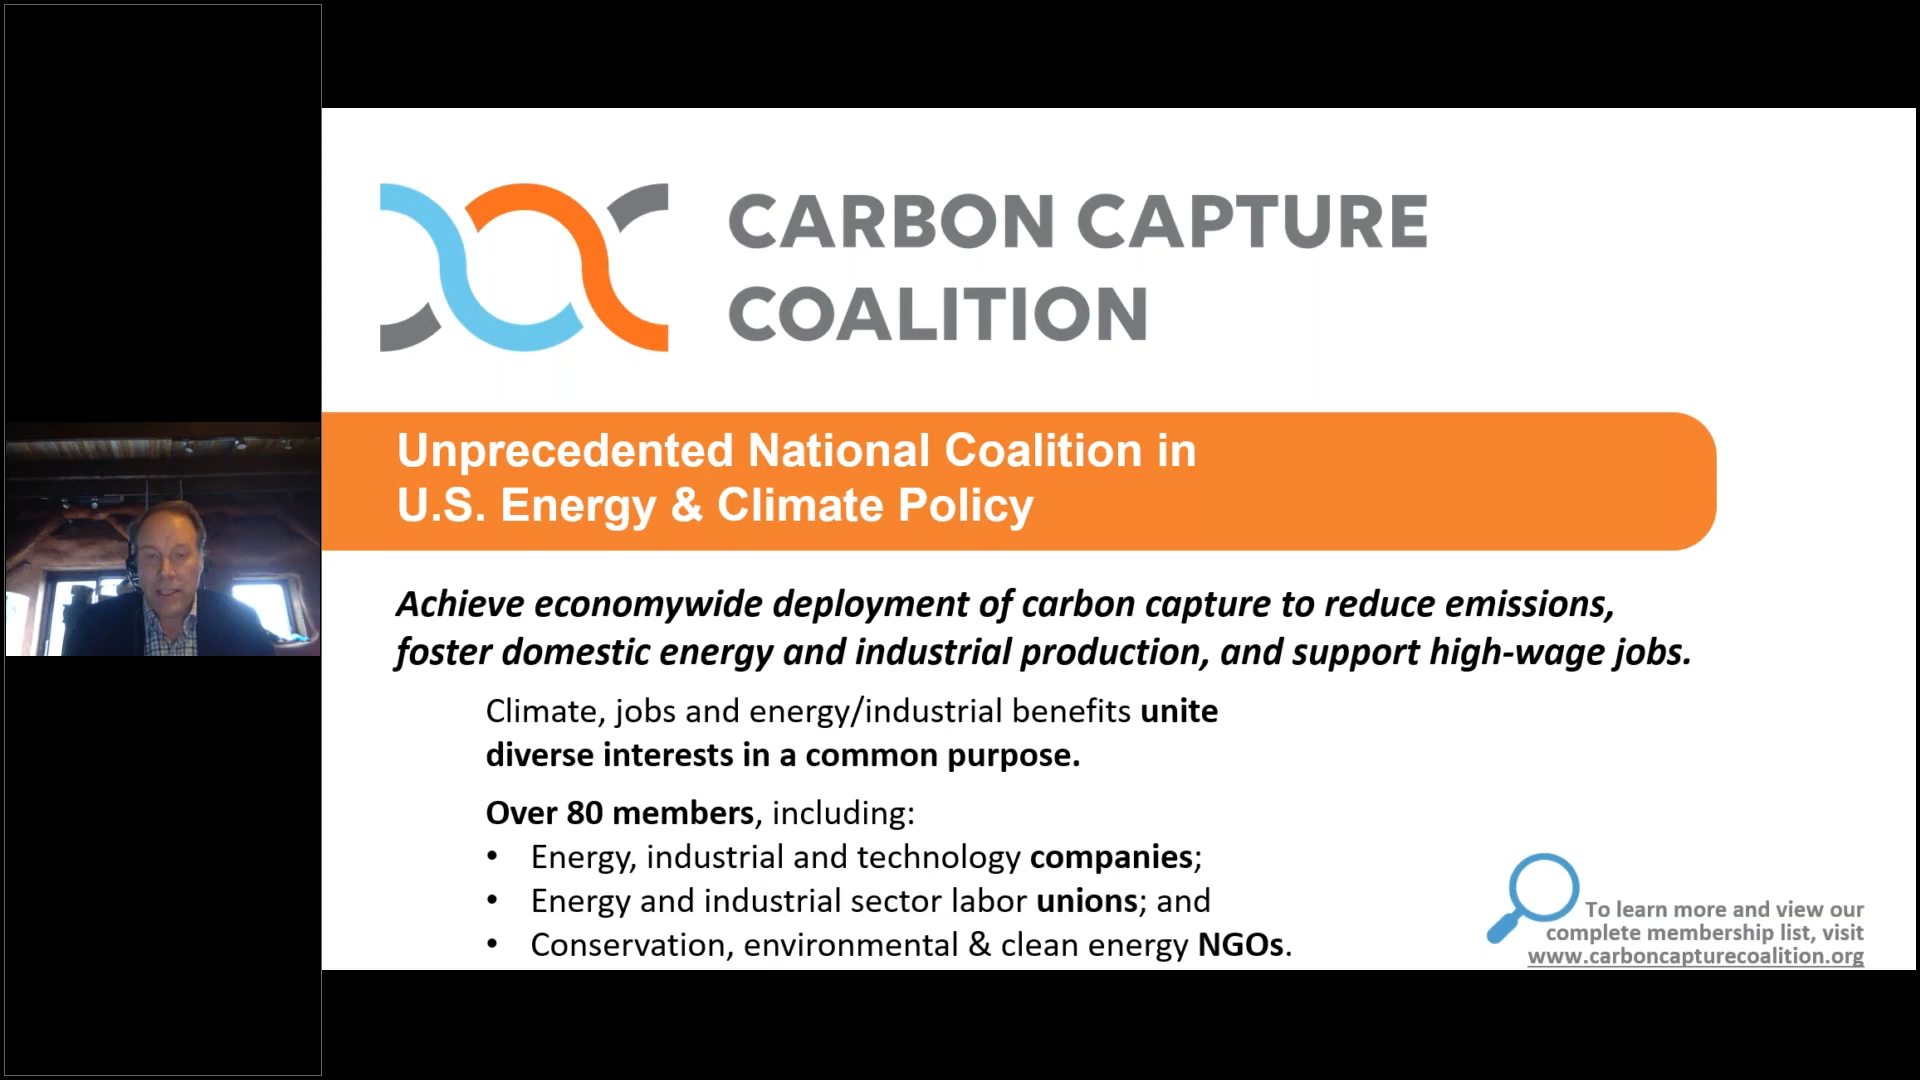 CARBON CAPTURE
COALITION
Unprecedented National Coalition in
U.S. Energy & Climate Policy
Achieve economywide deployment of carbon capture to reduce emissions,
foster domestic energy and industrial production, and support high-wage jobs.
Climate, jobs and energy/industrial benefits unite
diverse interests in a common purpose.
Over 80 members, including:
• Energy, industrial and technology companies;
• Energy and industrial sector labor unions; and
• Conservation, environmental & clean energy NGOs.
To learn more and view our
complete membership list, visit
www.carboncapturecoalition.org